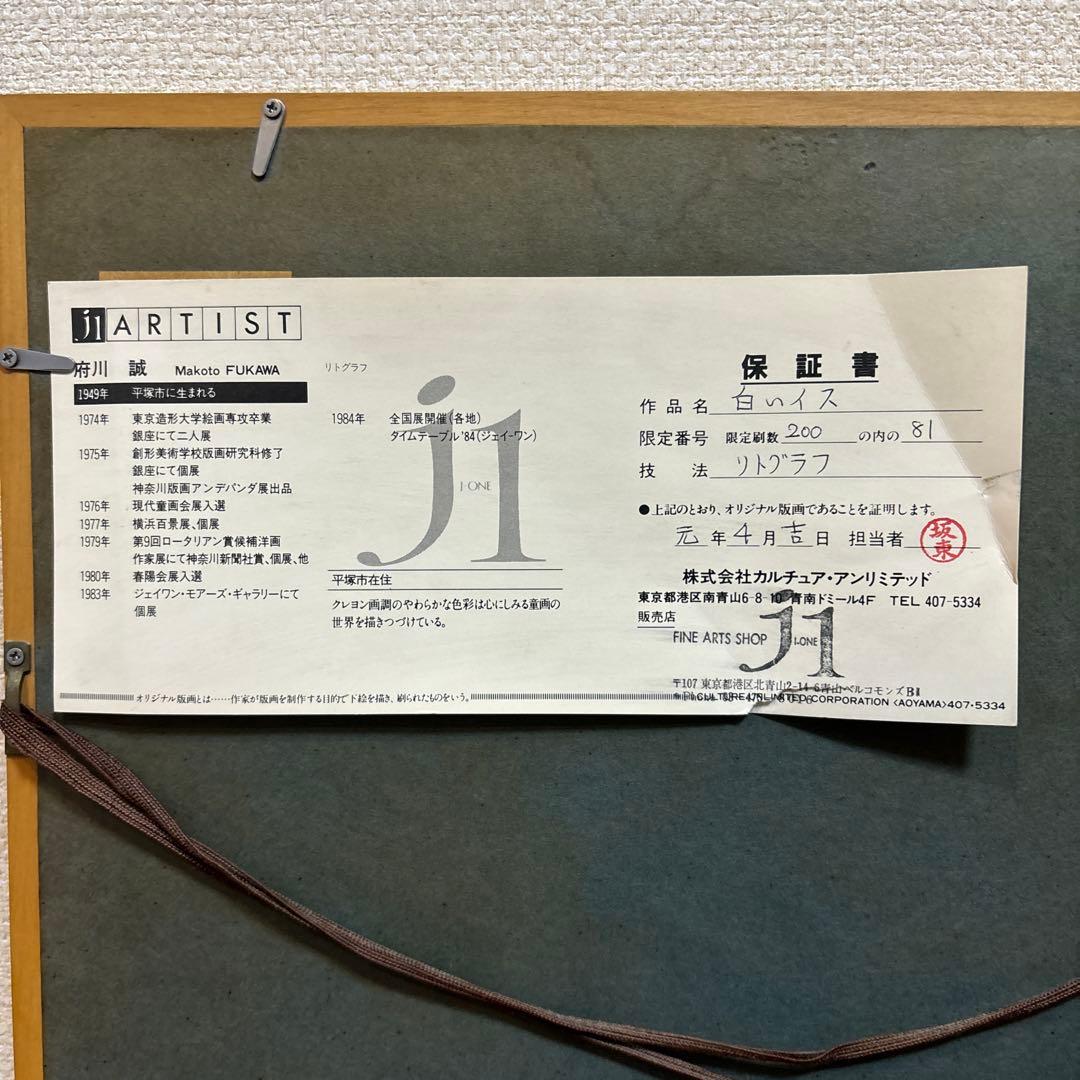 j1 ARTIST
府川 誠 Makoto FUKAWA リトグラフ
1949年 平塚市に生まれる
1974年 東京造形大学絵画専攻卒業
銀座にて二人展
1975年 創形美術学校版画研究科修了
銀座にて個展
神奈川版画アンデパンダ展出品
1976年 現代童画会展入選
1977年 横浜百景展、個展
1979年 第9回ロータリアン賞候補洋画
作家展にて神奈川新聞社賞、個展、他
1980年 春陽会展入選
1983年 ジェイワン・モアーズ・ギャラリーにて
個展
1984年 全国展開催(各地)
タイムテーブル'84(ジェイ-ワン)
j1
J-ONE
平塚市在住
クレヨン画調のやわらかな色彩は心にしみる童画の
世界を描きつづけている。
オリジナル版画とは……作家が版画を制作する目的で下絵を描き、刷られたものをいう。
保証書
作品名 白いイス
限定番号 限定刷数 200 の内の 81
技法 リトグラフ
●上記のとおり、オリジナル版画であることを証明します。
元年4月吉日 担当者 坂東
株式会社カルチュア・アンリミテッド
東京都港区南青山6-8-10 青南ドミール4F TEL 407-5334
販売店
FINE ARTS SHOP j1 J-ONE
〒107 東京都港区北青山2-14-6青山ベルコモンズB1
CULTURE UNLIMITED CORPORATION <AOYAMA>407・5334